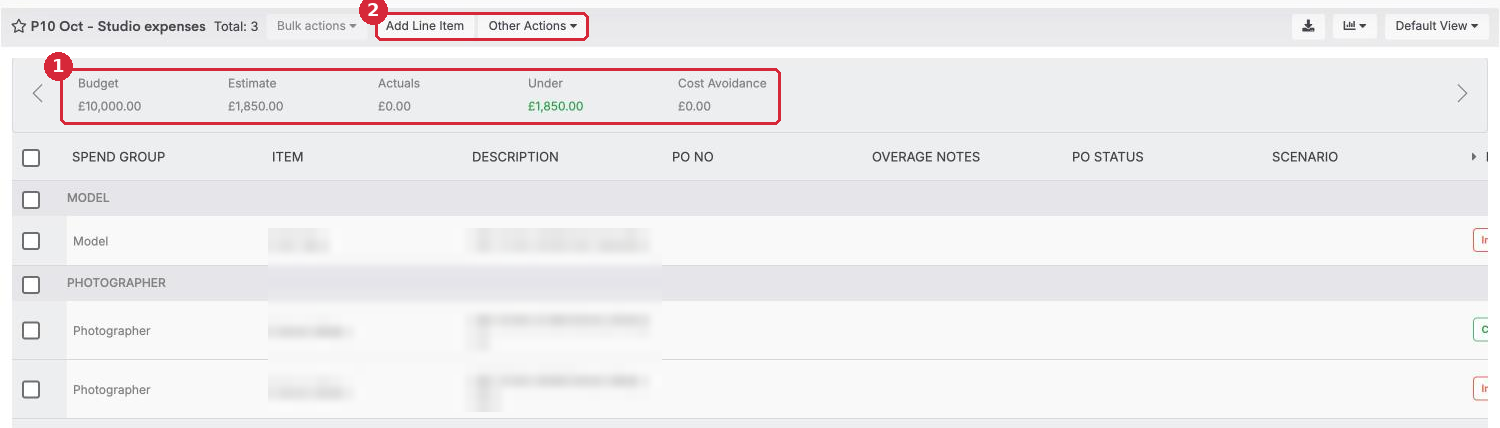 2
P10 Oct - Studio expenses Total: 3 Bulk actions Add Line Item Other Actions Default View
1
Budget Estimate Actuals Under Cost Avoidance
£10,000.00 £1,850.00 £0.00 £1,850.00 £0.00
SPEND GROUP ITEM DESCRIPTION PO NO OVERAGE NOTES PO STATUS SCENARIO
MODEL
Model
PHOTOGRAPHER
Photographer
Photographer